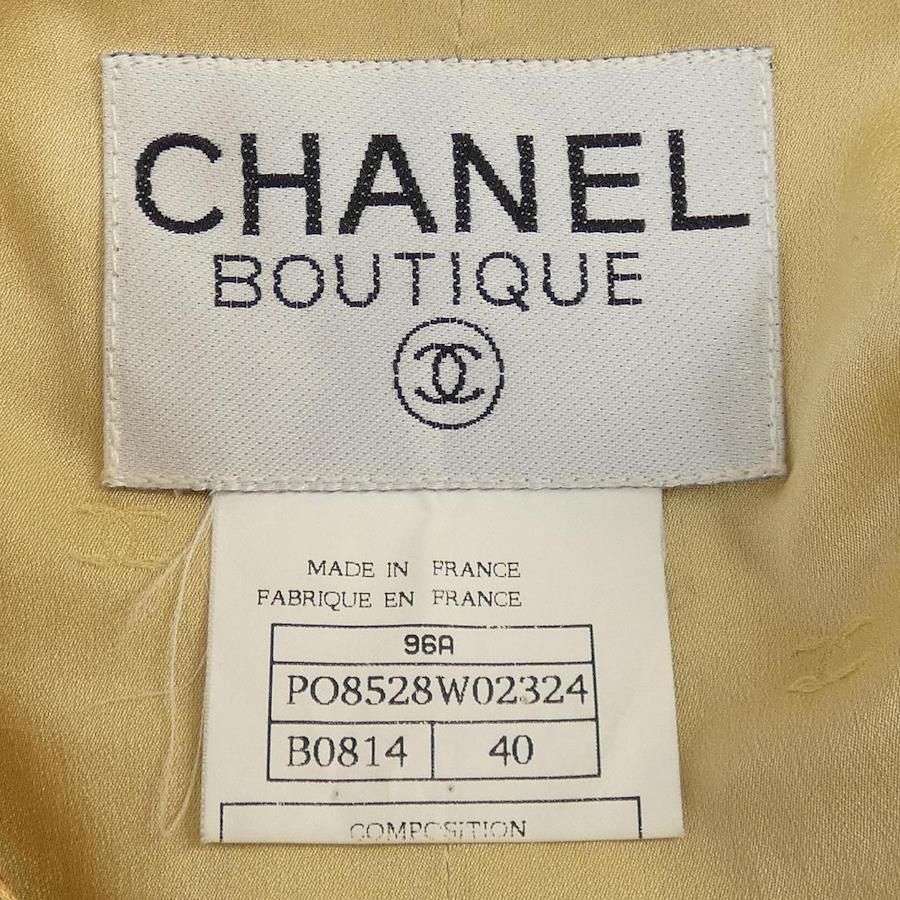 CHANEL
BOUTIQUE
MADE IN FRANCE
FABRIQUE EN FRANCE
96A
PO8528W02324
B0814 40
COMPOSITION